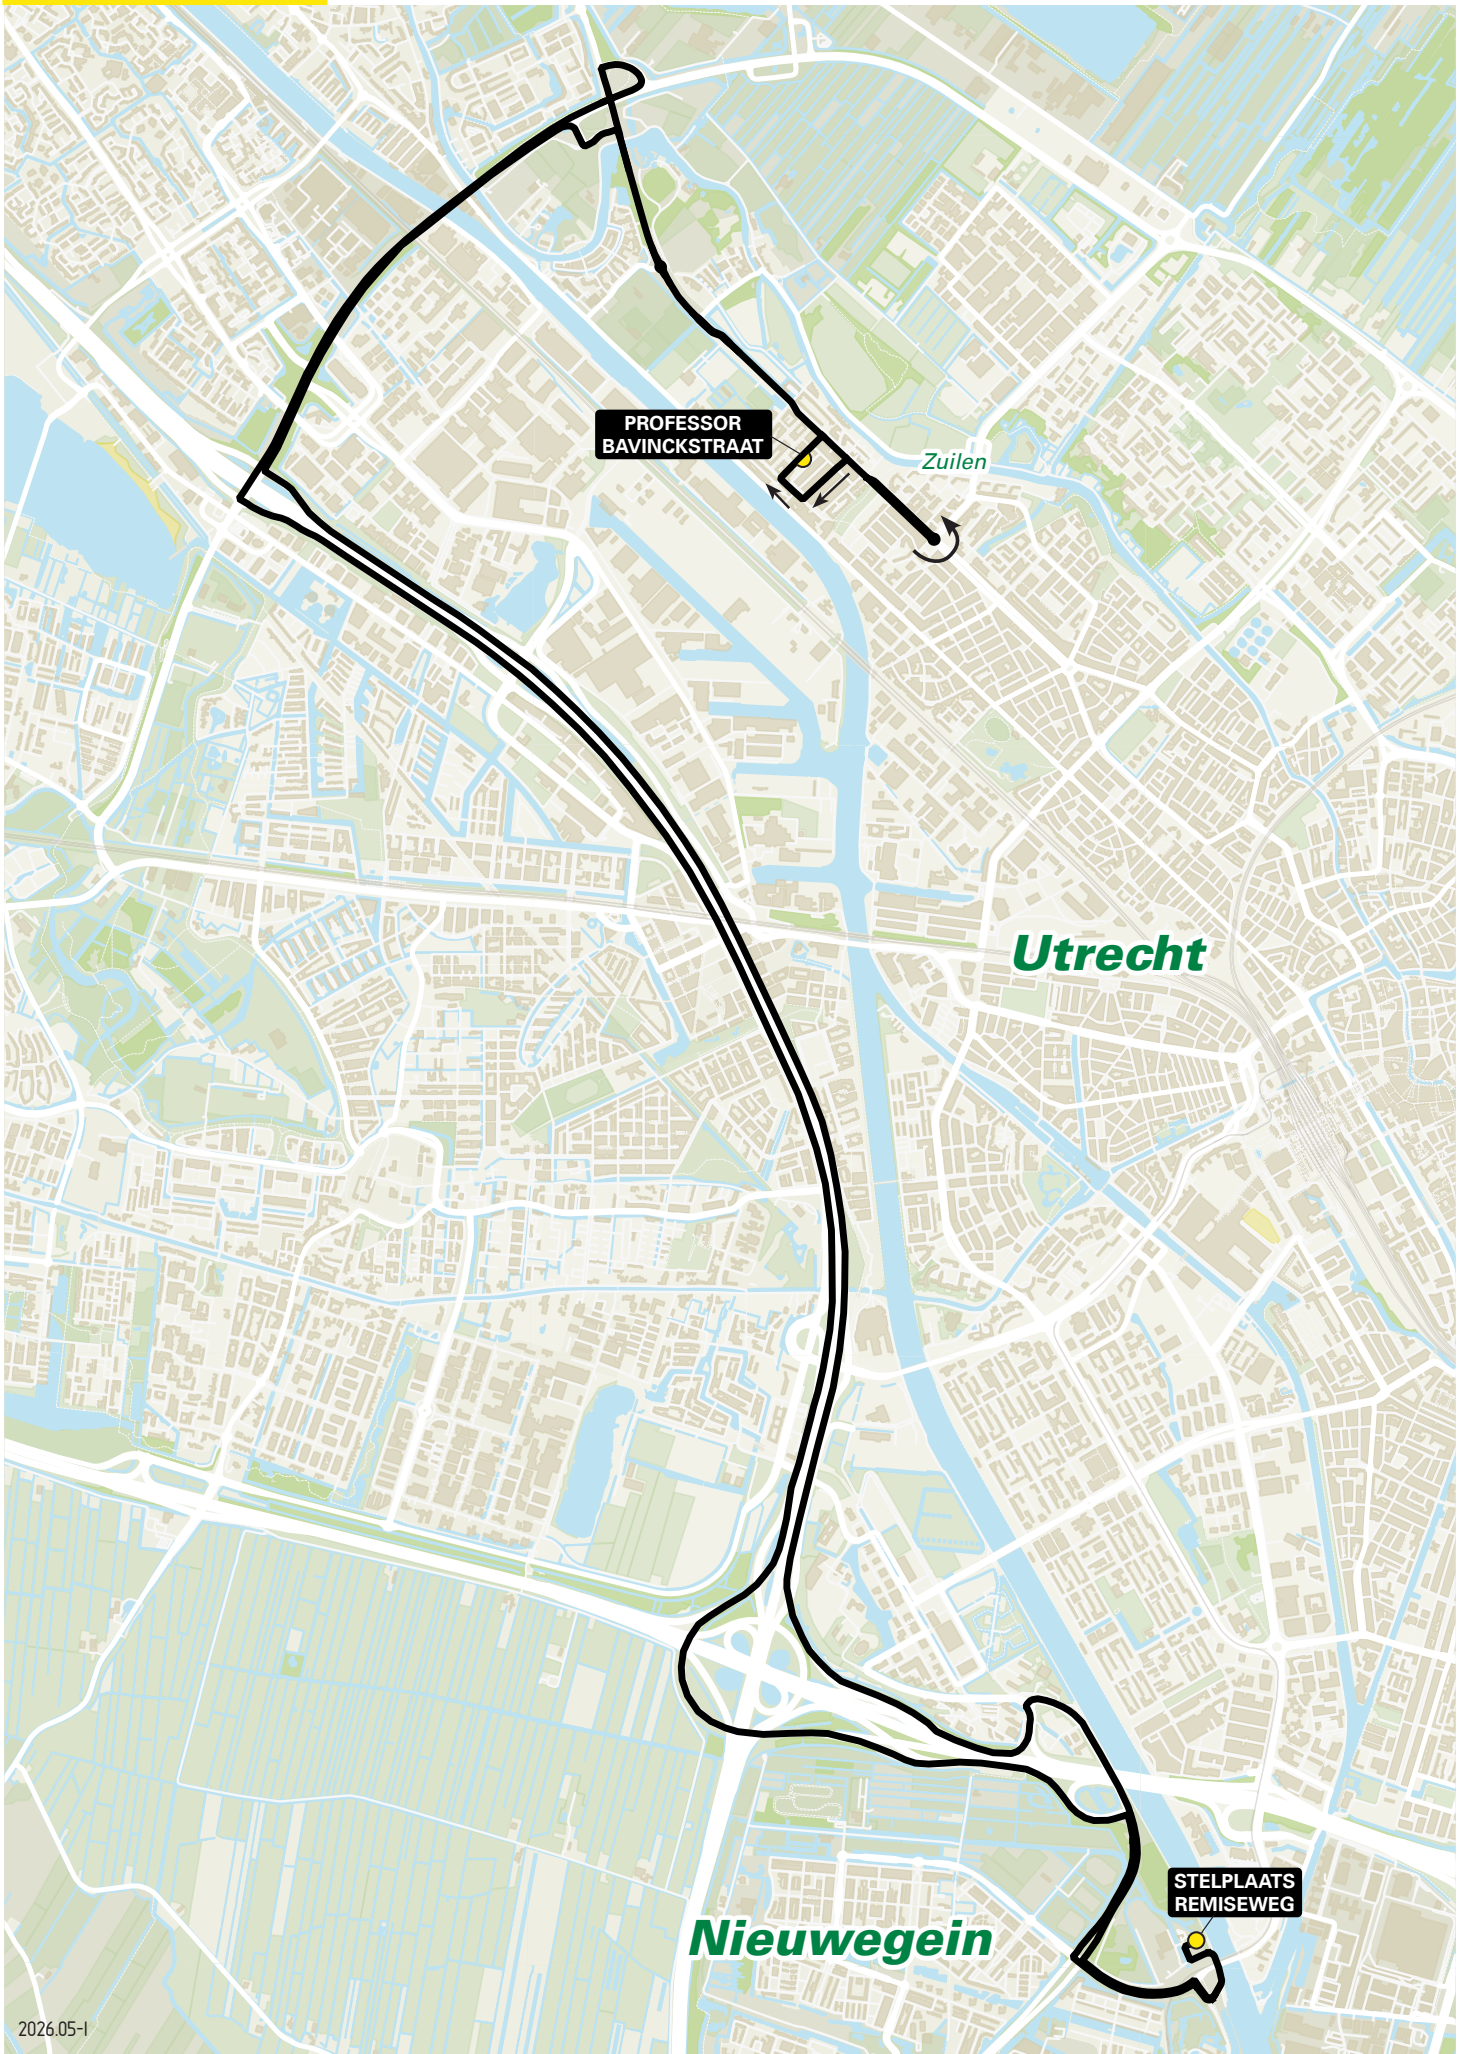 PROFESSOR
BAVINCKSTRAAT
Zuilen
Utrecht
STELPLAATS
REMISEWEG
Nieuwegein
2026.05-I